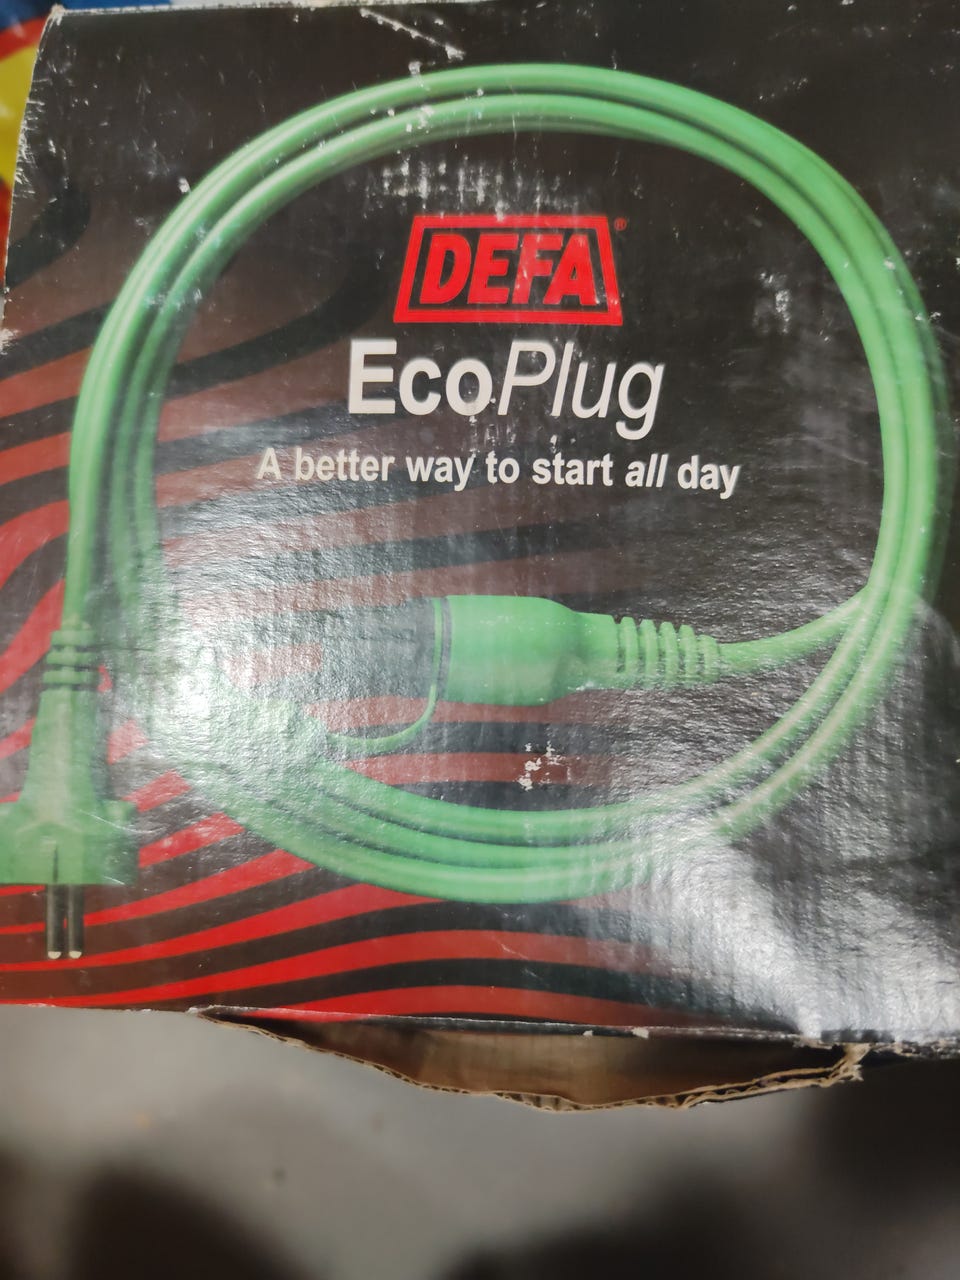 DEFA®
EcoPlug
A better way to start all day